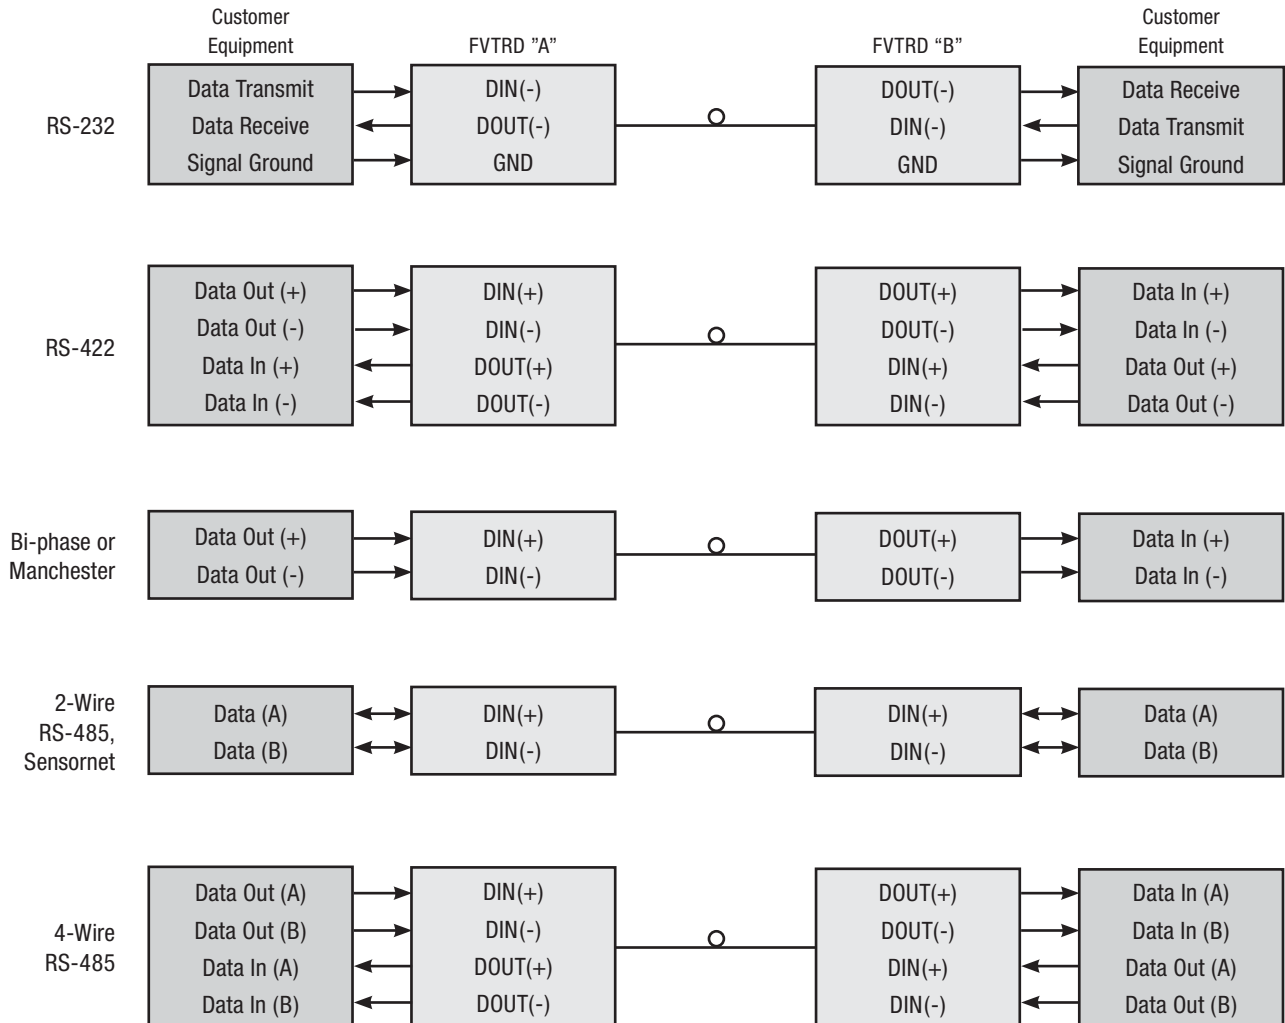 Customer
Equipment
FVTRD ”A”
FVTRD “B”
Customer
Equipment
RS-232
Data Transmit
Data Receive
Signal Ground
DIN(-)
DOUT(-)
GND
DOUT(-)
DIN(-)
GND
Data Receive
Data Transmit
Signal Ground
RS-422
Data Out (+)
Data Out (-)
Data In (+)
Data In (-)
DIN(+)
DIN(-)
DOUT(+)
DOUT(-)
DOUT(+)
DOUT(-)
DIN(+)
DIN(-)
Data In (+)
Data In (-)
Data Out (+)
Data Out (-)
Bi-phase or
Manchester
Data Out (+)
Data Out (-)
DIN(+)
DIN(-)
DOUT(+)
DOUT(-)
Data In (+)
Data In (-)
2-Wire
RS-485,
Sensornet
Data (A)
Data (B)
DIN(+)
DIN(-)
DIN(+)
DIN(-)
Data (A)
Data (B)
4-Wire
RS-485
Data Out (A)
Data Out (B)
Data In (A)
Data In (B)
DIN(+)
DIN(-)
DOUT(+)
DOUT(-)
DOUT(+)
DOUT(-)
DIN(+)
DIN(-)
Data In (A)
Data In (B)
Data Out (A)
Data Out (B)